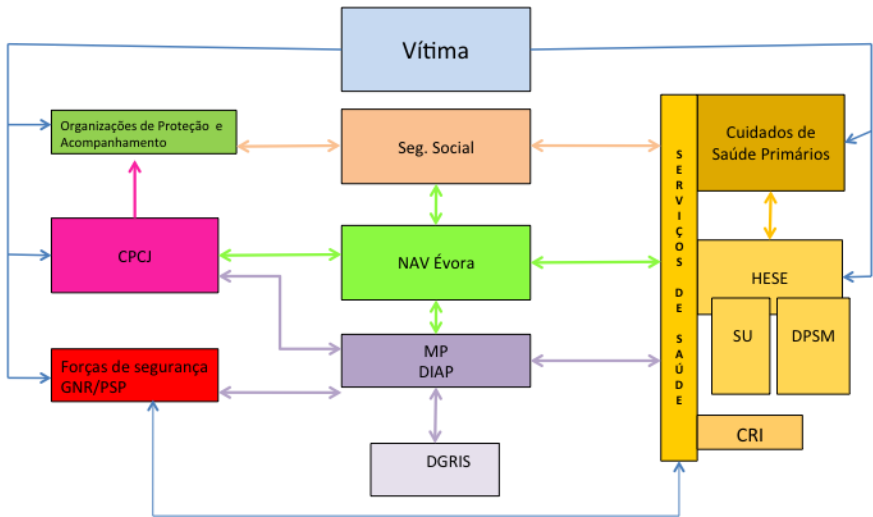 Vítima
Organizações de Proteção e
Acompanhamento
Seg. Social
Cuidados de
Saúde Primários
SERVIÇOS DE SAÚDE
CPCJ
NAV Évora
HESE
SU
DPSM
MP
DIAP
Forças de segurança
GNR/PSP
CRI
DGRIS